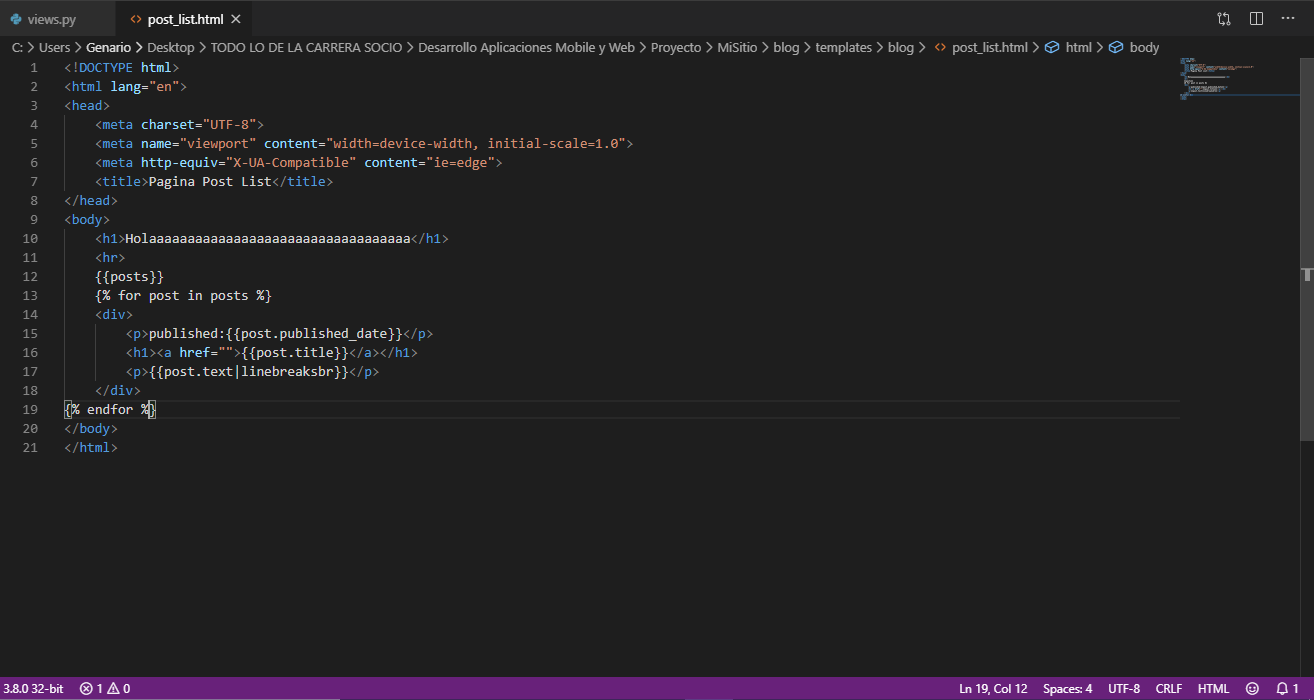 views.py post_list.html
C: > Users > Genario > Desktop > TODO LO DE LA CARRERA SOCIO > Desarrollo Aplicaciones Mobile y Web > Proyecto > MiSitio > blog > templates > blog > <> post_list.html > html > body
1 <!DOCTYPE html>
2 <html lang="en">
3 <head>
4     <meta charset="UTF-8">
5     <meta name="viewport" content="width=device-width, initial-scale=1.0">
6     <meta http-equiv="X-UA-Compatible" content="ie=edge">
7     <title>Pagina Post List</title>
8 </head>
9 <body>
10     <h1>Holaaaaaaaaaaaaaaaaaaaaaaaaaaaaaaaaaa</h1>
11     <hr>
12     {{posts}}
13     {% for post in posts %}
14     <div>
15         <p>published:{{post.published_date}}</p>
16         <h1><a href="">{{post.title}}</a></h1>
17         <p>{{post.text|linebreaksbr}}</p>
18     </div>
19 {% endfor %}
20 </body>
21 </html>
3.8.0 32-bit 1 0 Ln 19, Col 12 Spaces: 4 UTF-8 CRLF HTML 1